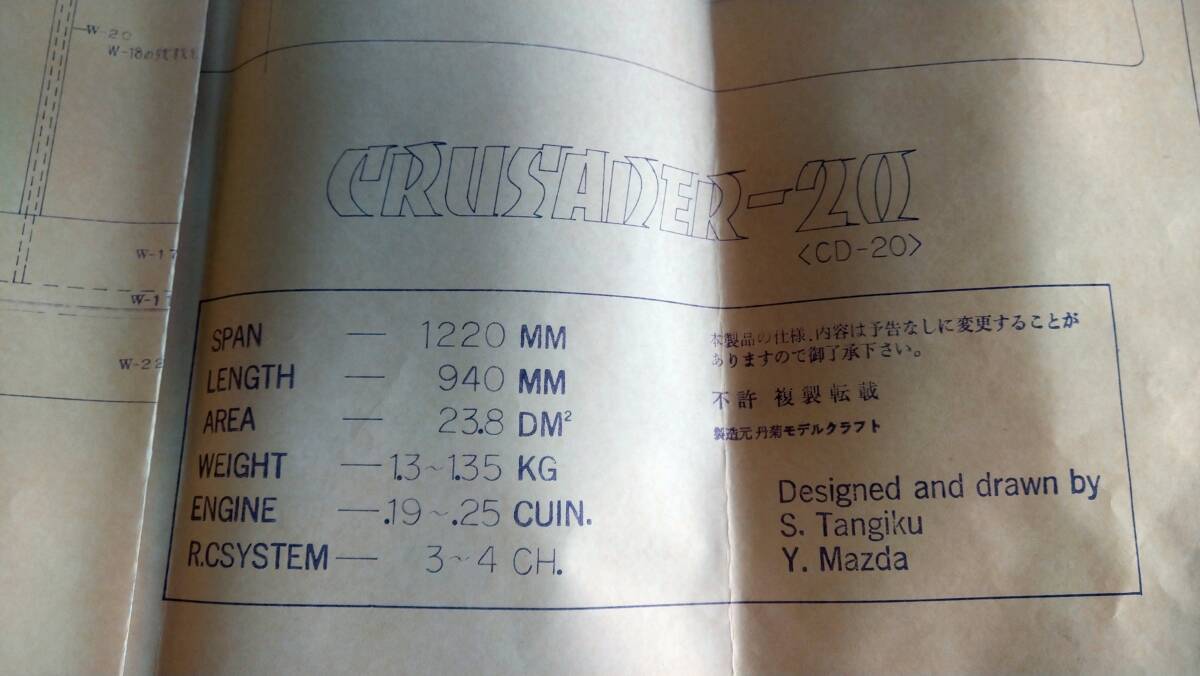 W-20
W-18の残材を
CRUSADER-20
<CD-20>
W-17
W-1
W-22
SPAN — 1220 MM
LENGTH — 940 MM
AREA — 23.8 DM²
WEIGHT — 1.3~1.35 KG
ENGINE — .19~.25 CUIN.
R.CSYSTEM — 3~4 CH.
本製品の仕様、内容は予告なしに変更することが
ありますので御了承下さい。
不許 複製転載
製造元 丹菊モデルクラフト
Designed and drawn by
S. Tangiku
Y. Mazda